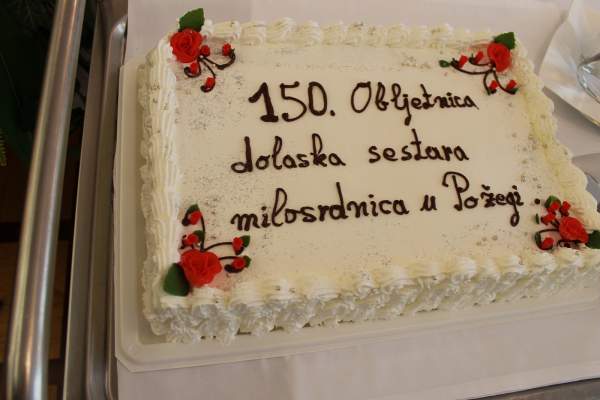 150. Obljetnica
dolaska sestara
milosrdnica u Požegi.